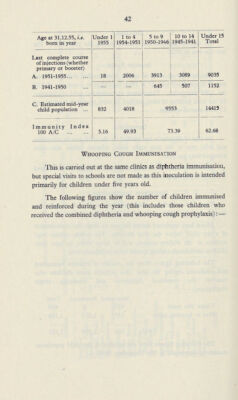 42
Age at 31.12.55, i.e. born in year | Under 1 1955 | 1 to 4 1954-1951 | 5 to 9 1950-1946 | 10 to 14 1945-1941 | Under 15 Total
Last complete course of injections (whether primary or booster)
A. 1951-1955... ... | 18 | 2006 | 3913 | 3089 | 9035
B. 1941-1950 ... | — | — | 645 | 507 | 1152
C. Estimated mid-year child population ... | 832 | 4018 | 9553 | 14415
Immunity Index 100 A/C ... ... | 5.16 | 49.93 | 73.39 | 62.68
WHOOPING COUGH IMMUNISATION
This is carried out at the same clinics as diphtheria immunisation,
but special visits to schools are not made as this inoculation is intended
primarily for children under five years old.
The following figures show the number of children immunised
and reinforced during the year (this includes those children who
received the combined diphtheria and whooping cough prophylaxis):—